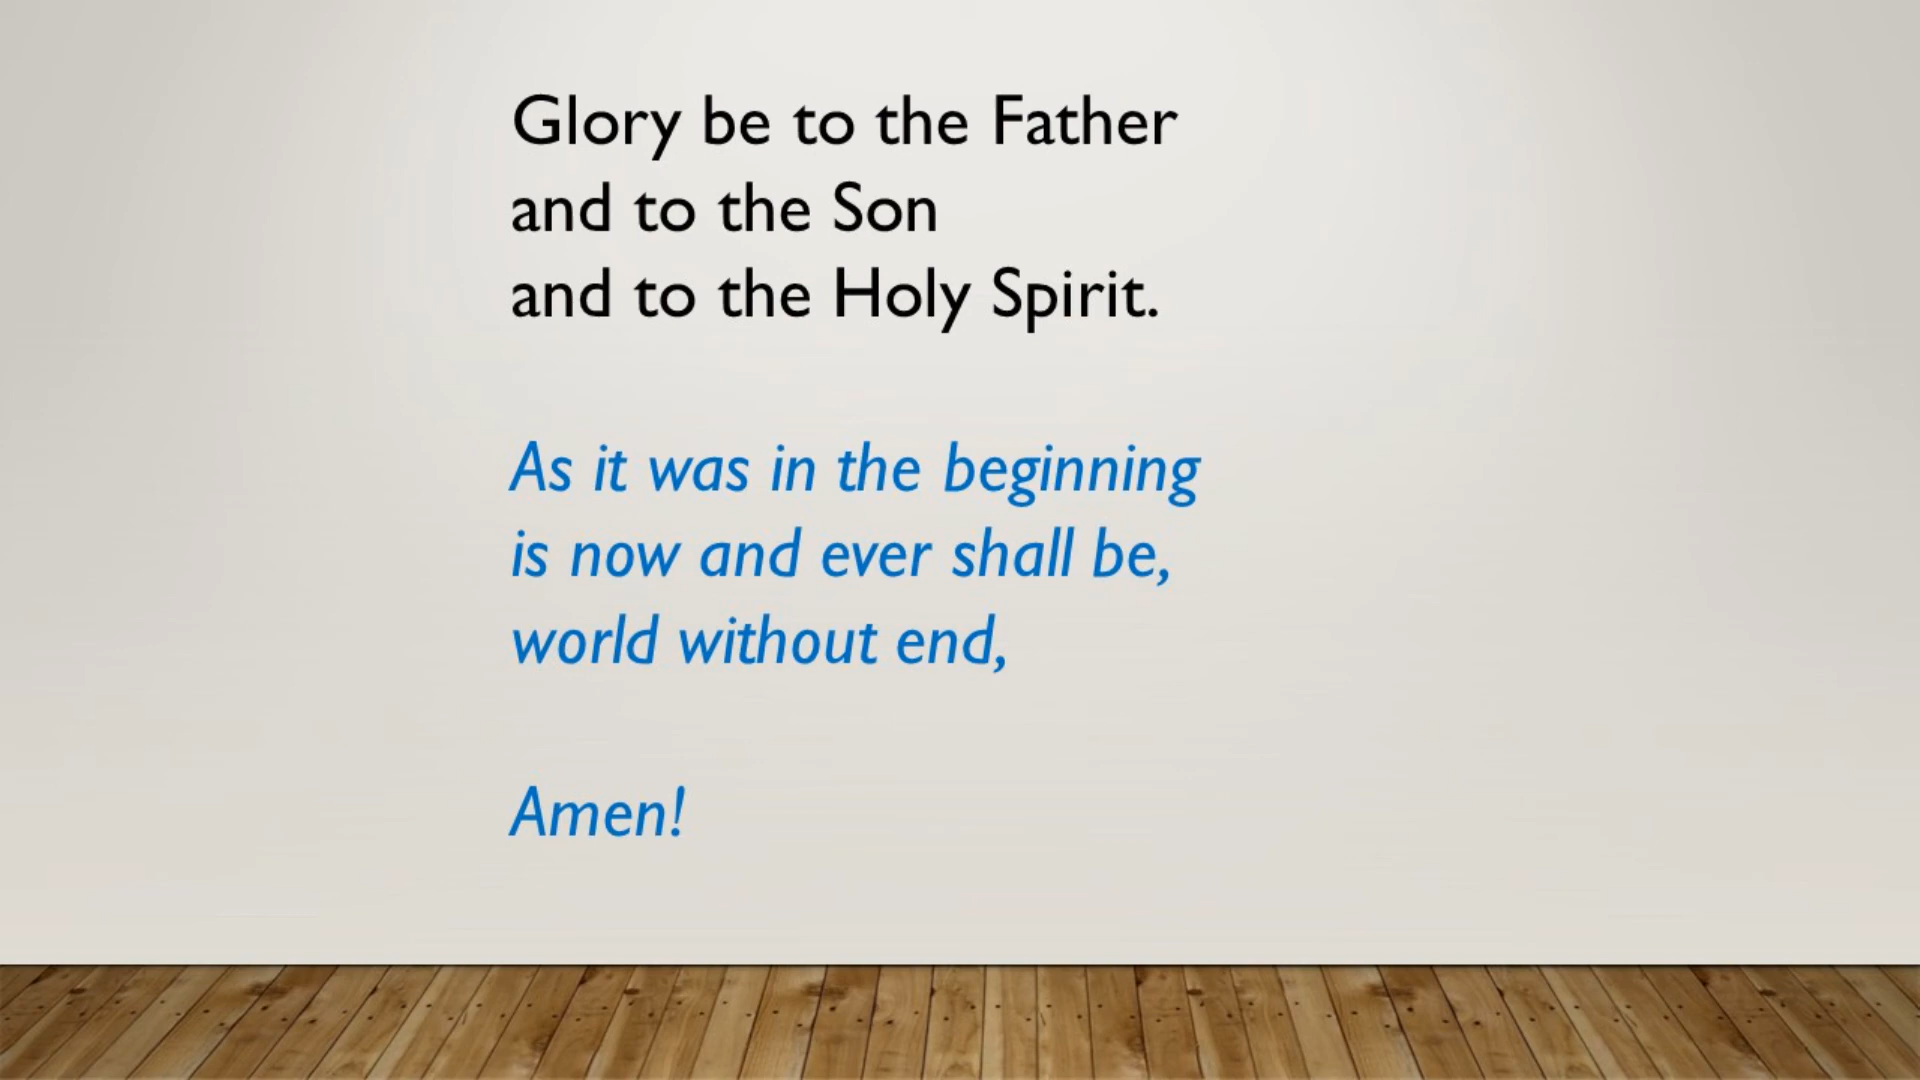 Glory be to the Father
and to the Son
and to the Holy Spirit.
As it was in the beginning
is now and ever shall be,
world without end,
Amen!